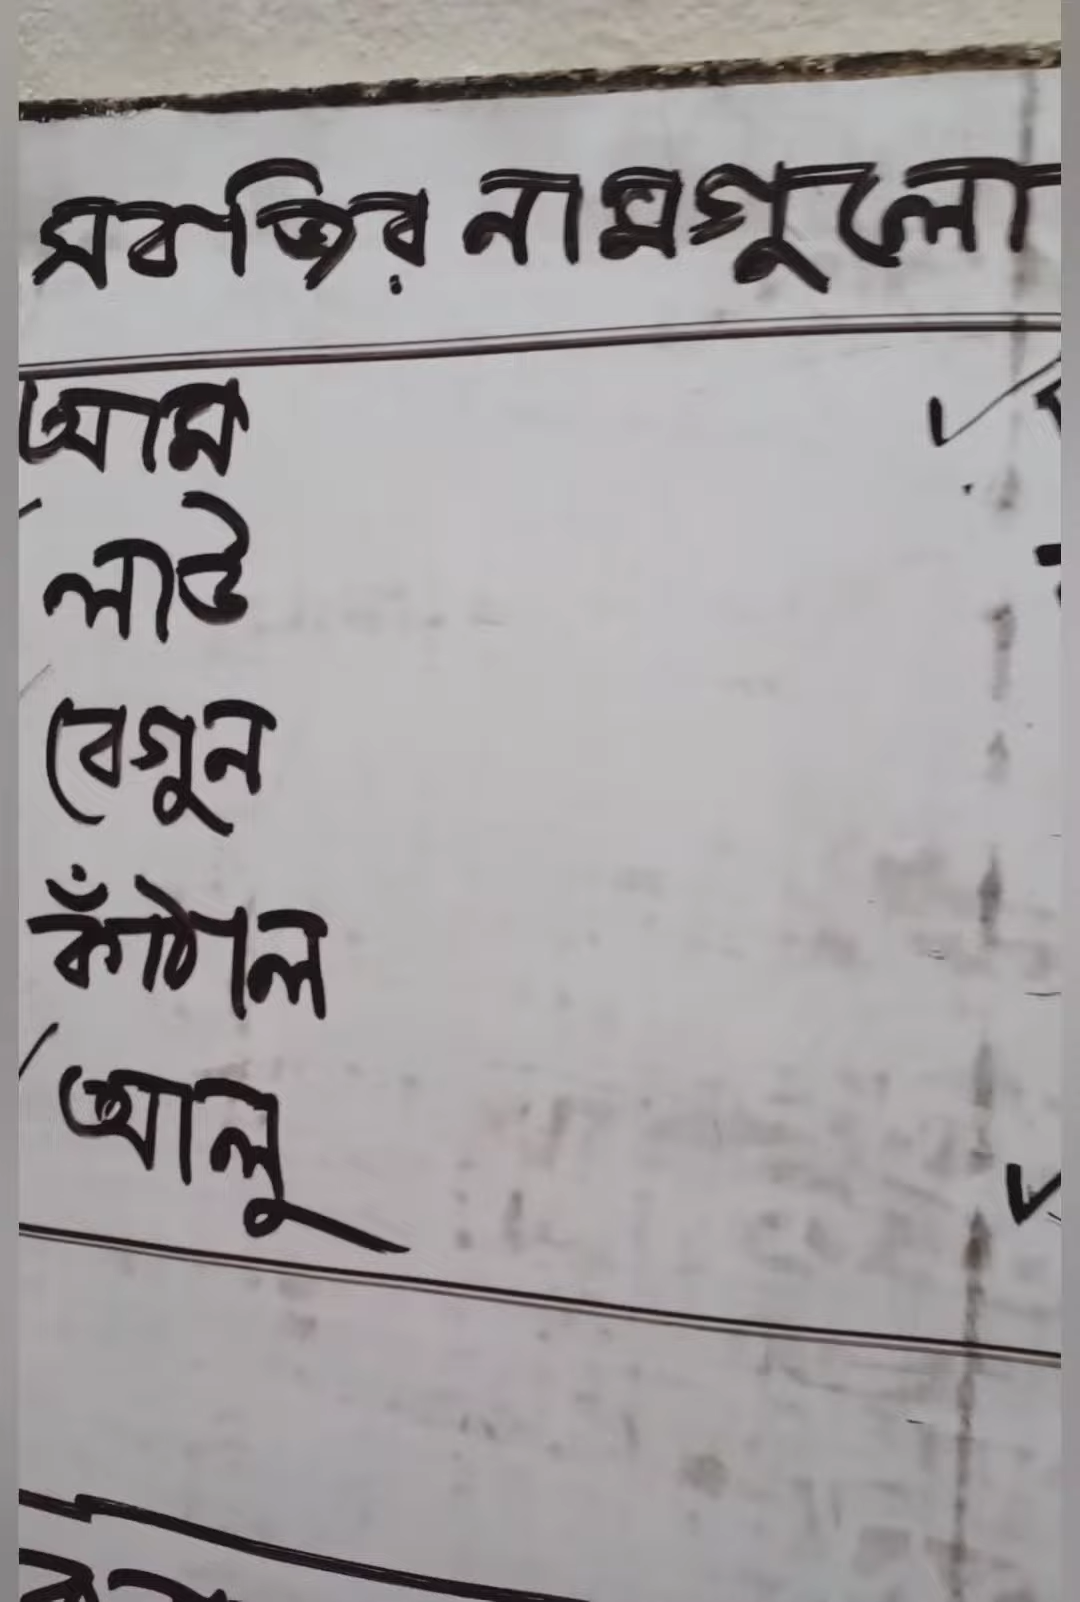 সবজির নামগুলো
আম
লাউ
বেগুন
কাঁঠাল
আলু